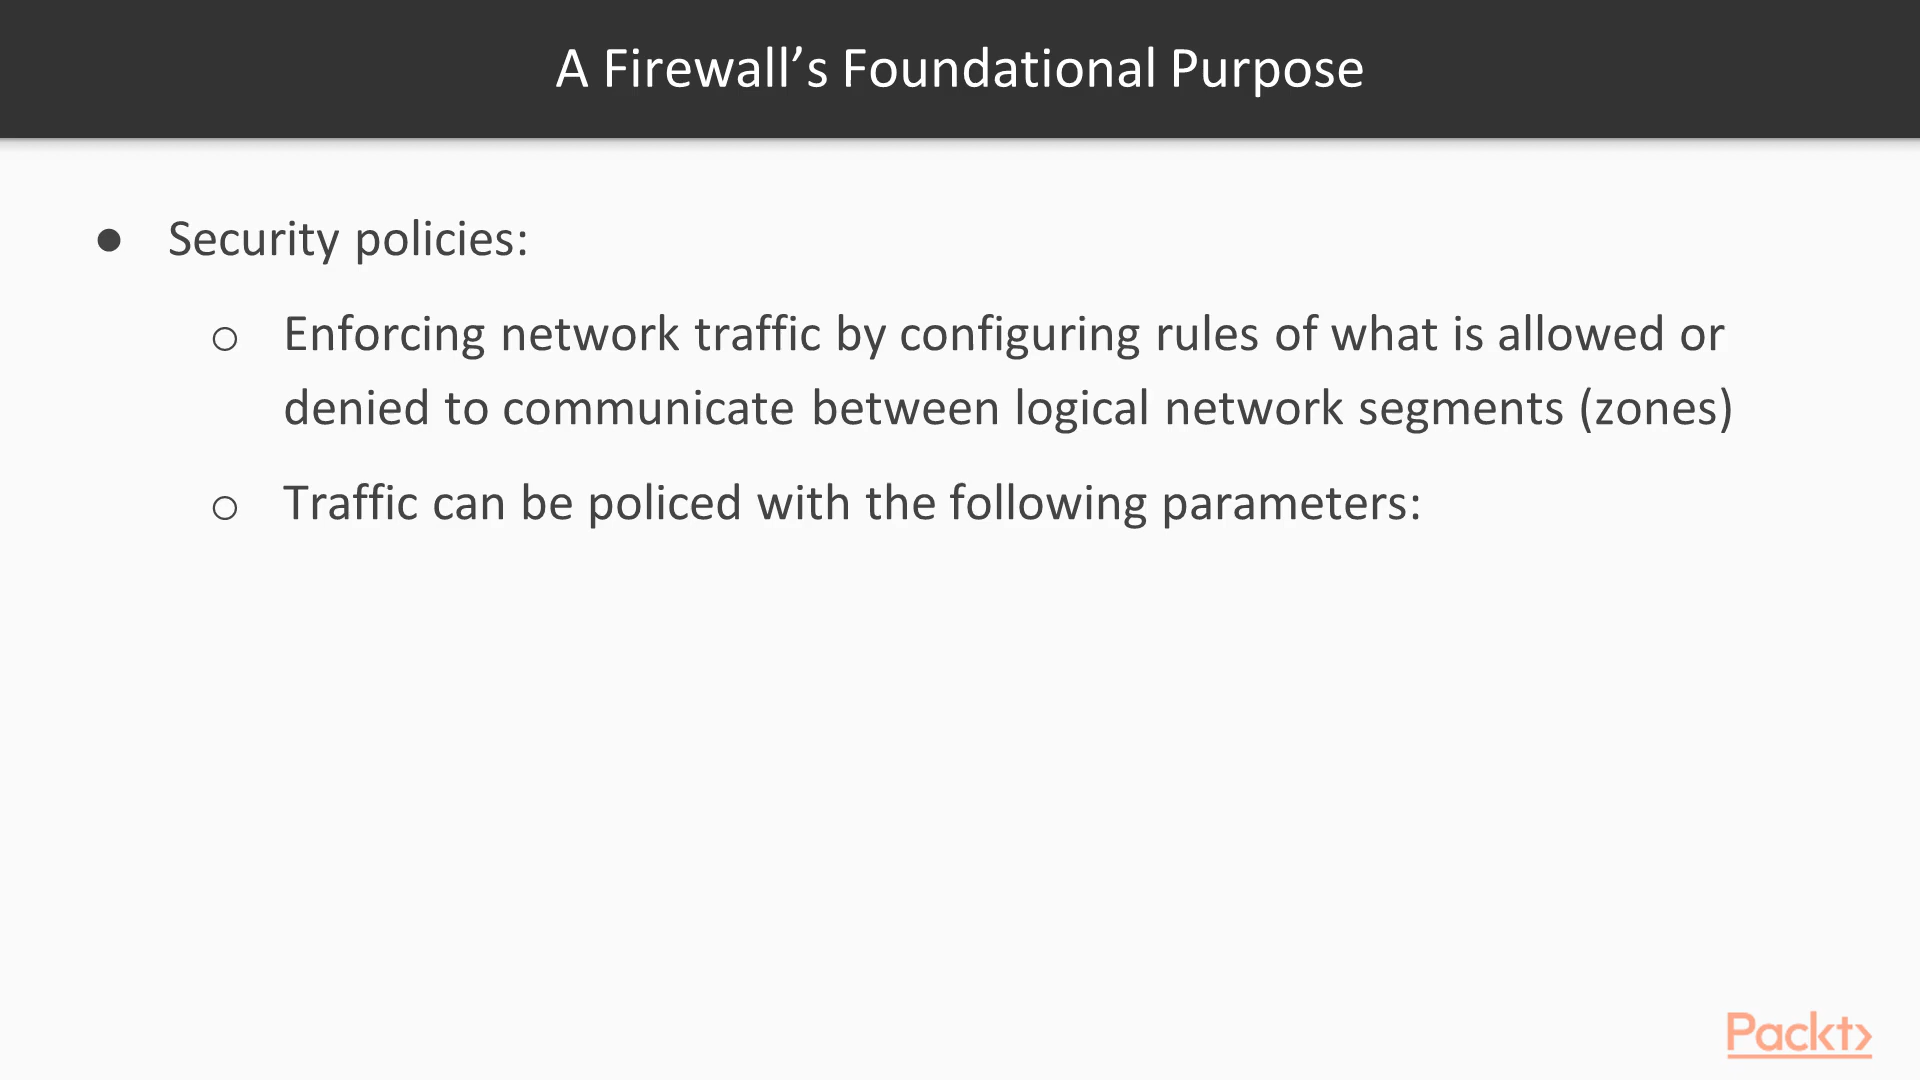 A Firewall’s Foundational Purpose
● Security policies:
○ Enforcing network traffic by configuring rules of what is allowed or
denied to communicate between logical network segments (zones)
○ Traffic can be policed with the following parameters:
Packt>